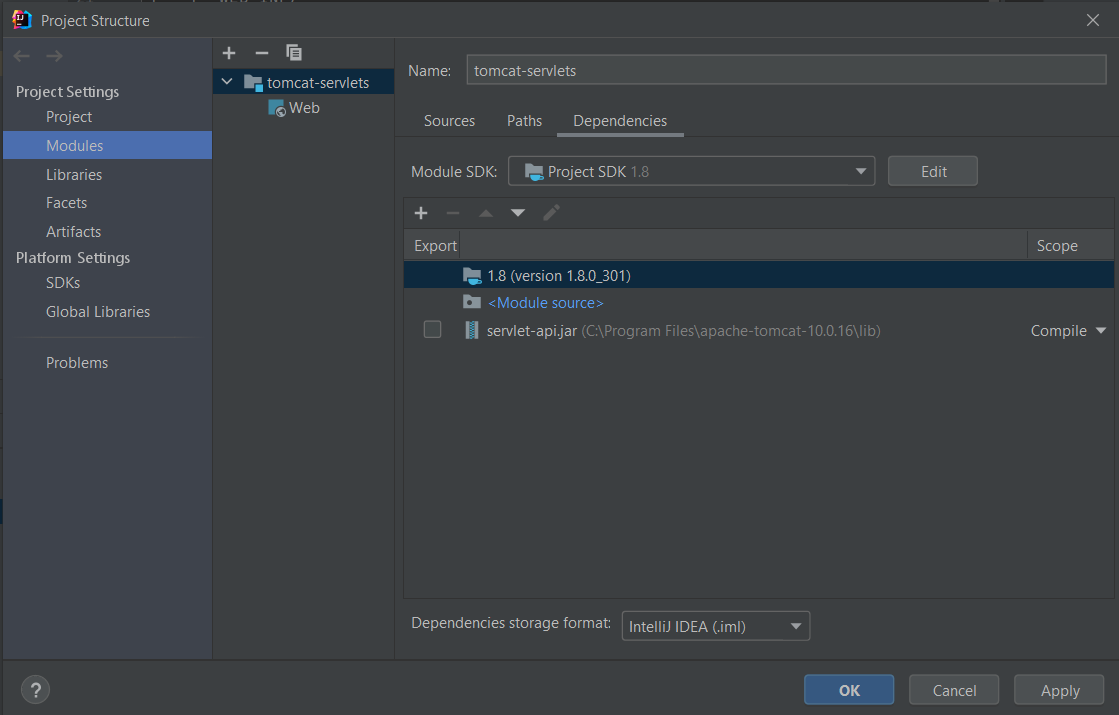 Project Structure
Project Settings
Project
Modules
Libraries
Facets
Artifacts
Platform Settings
SDKs
Global Libraries
Problems
tomcat-servlets
Web
Name: tomcat-servlets
Sources Paths Dependencies
Module SDK: Project SDK 1.8 Edit
Export Scope
1.8 (version 1.8.0_301)
<Module source>
servlet-api.jar (C:\Program Files\apache-tomcat-10.0.16\lib) Compile
Dependencies storage format: IntelliJ IDEA (.iml)
? OK Cancel Apply